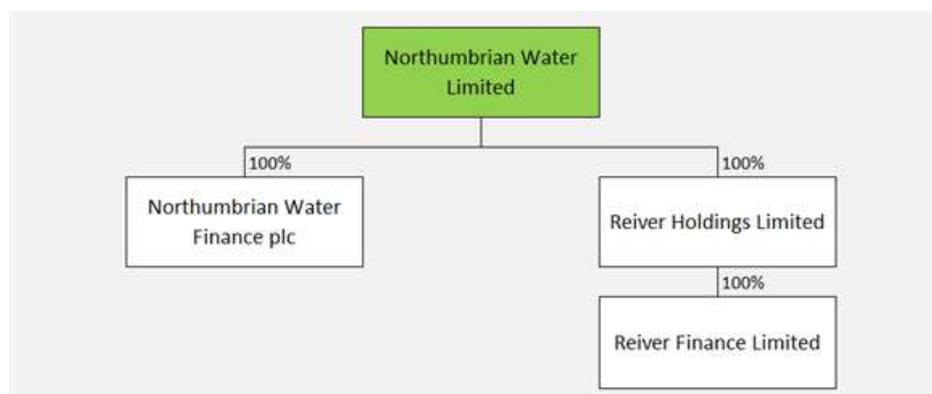 Northumbrian Water
Limited
100%
100%
Northumbrian Water
Finance plc
Reiver Holdings Limited
100%
Reiver Finance Limited